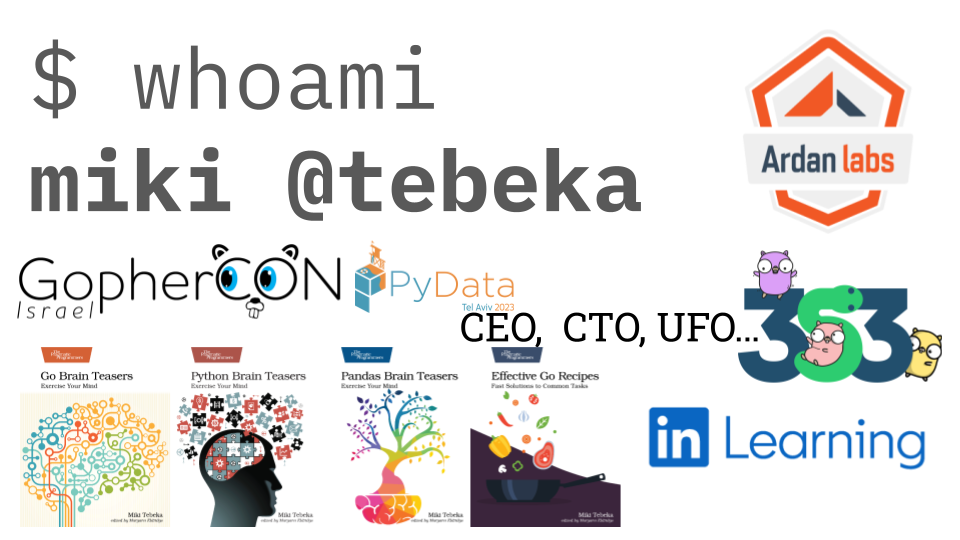 $ whoami
miki @tebeka
Ardan labs
GopherCON
Israel
PyData
Tel Aviv 2023
CEO, CTO, UFO...
353
Go Brain Teasers
Exercise Your Mind
Miki Tebeka
Python Brain Teasers
Exercise Your Mind
Miki Tebeka
Pandas Brain Teasers
Exercise Your Mind
Miki Tebeka
Effective Go Recipes
Fast Solutions to Common Tasks
Miki Tebeka
in Learning